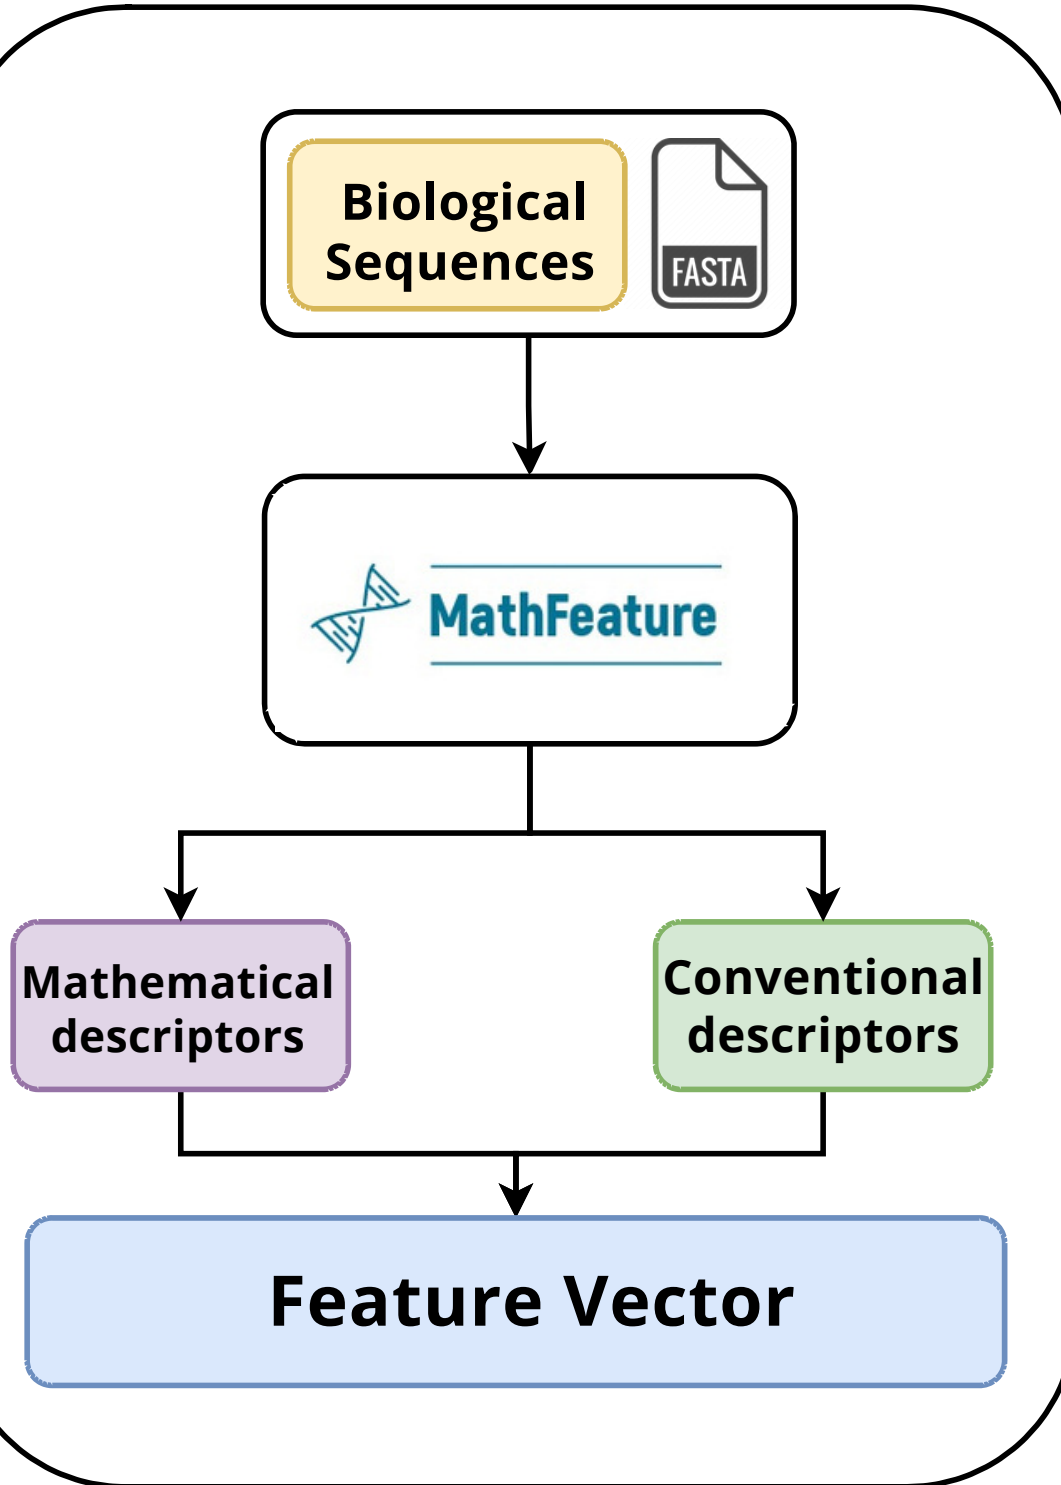 Biological
Sequences
FASTA
MathFeature
Mathematical
descriptors
Conventional
descriptors
Feature Vector